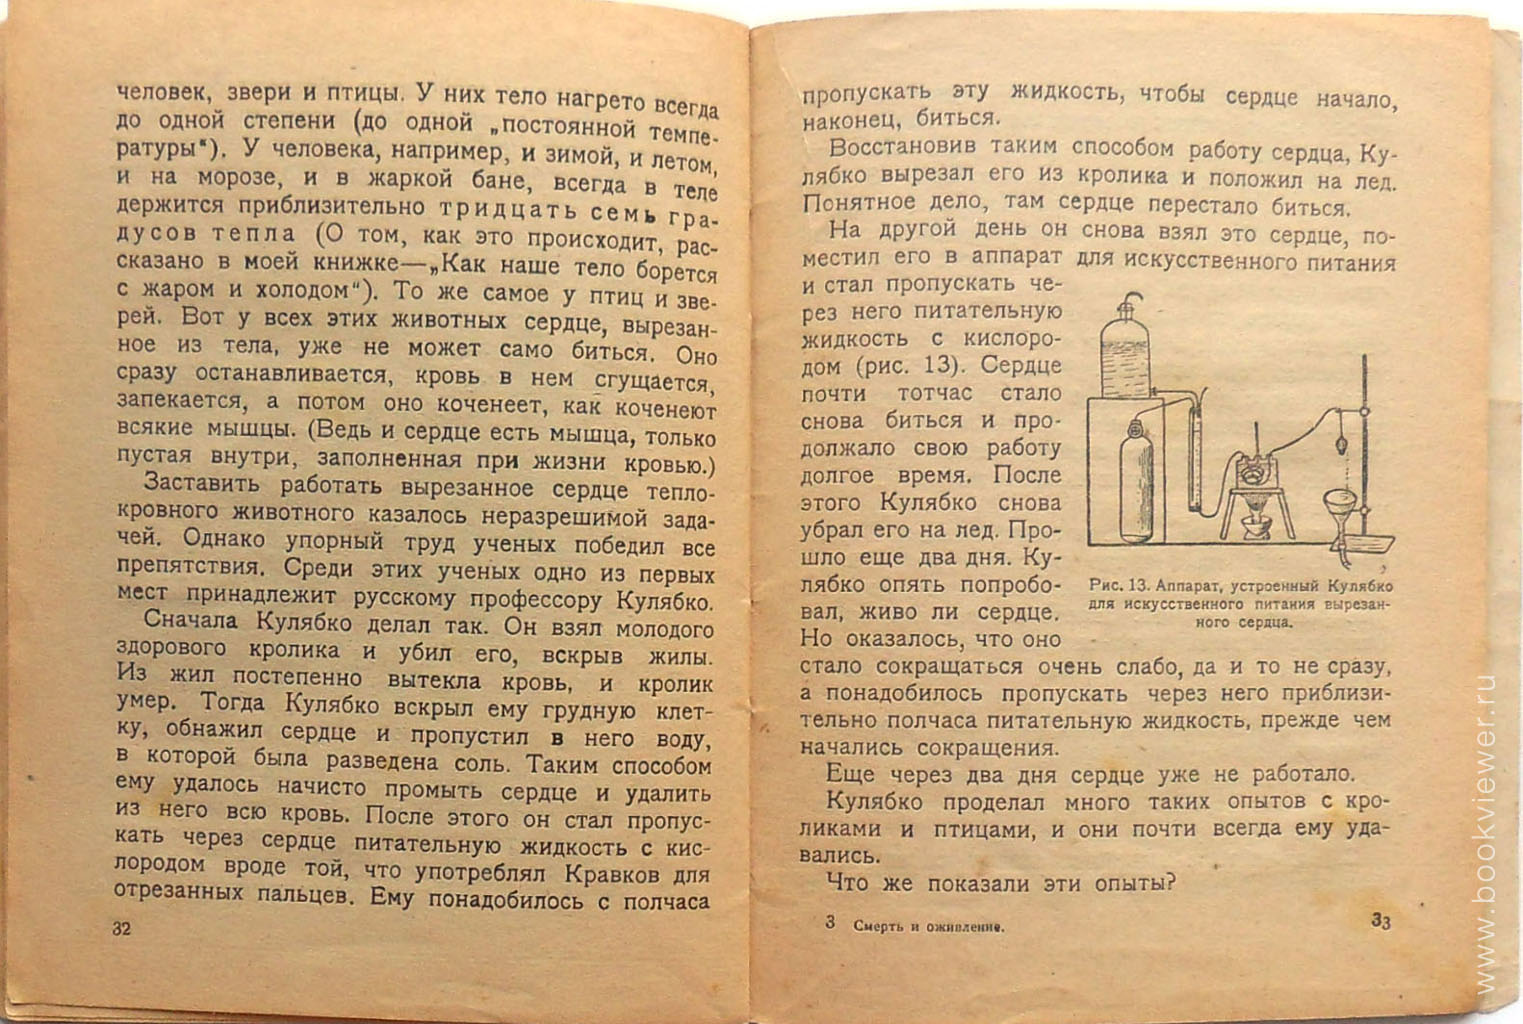 человек, звери и птицы. У них тело нагрето всегда
до одной степени (до одной „постоянной темпе-
ратуры“). У человека, например, и зимой, и летом,
и на морозе, и в жаркой бане, всегда в теле
держится приблизительно тридцать семь гра-
дусов тепла (О том, как это происходит, рас-
сказано в моей книжке—„Как наше тело борется
с жаром и холодом“). То же самое у птиц и зве-
рей. Вот у всех этих животных сердце, вырезан-
ное из тела, уже не может само биться. Оно
сразу останавливается, кровь в нем сгущается,
запекается, а потом оно коченеет, как коченеют
всякие мышцы. (Ведь и сердце есть мышца, только
пустая внутри, заполненная при жизни кровью.)
Заставить работать вырезанное сердце тепло-
кровного животного казалось неразрешимой зада-
чей. Однако упорный труд ученых победил все
препятствия. Среди этих ученых одно из первых
мест принадлежит русскому профессору Кулябко.
Сначала Кулябко делал так. Он взял молодого
здорового кролика и убил его, вскрыв жилы.
Из жил постепенно вытекла кровь, и кролик
умер. Тогда Кулябко вскрыл ему грудную клет-
ку, обнажил сердце и пропустил в него воду,
в которой была разведена соль. Таким способом
ему удалось начисто промыть сердце и удалить
из него всю кровь. После этого он стал пропус-
кать через сердце питательную жидкость с кис-
лородом вроде той, что употреблял Кравков для
отрезанных пальцев. Ему понадобилось с полчаса
32
пропускать эту жидкость, чтобы сердце начало,
наконец, биться.
Восстановив таким способом работу сердца, Ку-
лябко вырезал его из кролика и положил на лед.
Понятное дело, там сердце перестало биться.
На другой день он снова взял это сердце, по-
местил его в аппарат для искусственного питания
и стал пропускать че-
рез него питательную
жидкость с кислоро-
дом (рис. 13). Сердце
почти тотчас стало
снова биться и про-
должало свою работу
долгое время. После
этого Кулябко снова
убрал его на лед. Про-
шло еще два дня. Ку-
лябко опять попробо-
вал, живо ли сердце.
Но оказалось, что оно
Рис. 13. Аппарат, устроенный Кулябко
для искусственного питания вырезан-
ного сердца.
стало сокращаться очень слабо, да и то не сразу,
а понадобилось пропускать через него приблизи-
тельно полчаса питательную жидкость, прежде чем
начались сокращения.
Еще через два дня сердце уже не работало.
Кулябко проделал много таких опытов с кро-
ликами и птицами, и они почти всегда ему уда-
вались.
Что же показали эти опыты?
3 Смерть и оживление.
33
www.bookviewer.ru